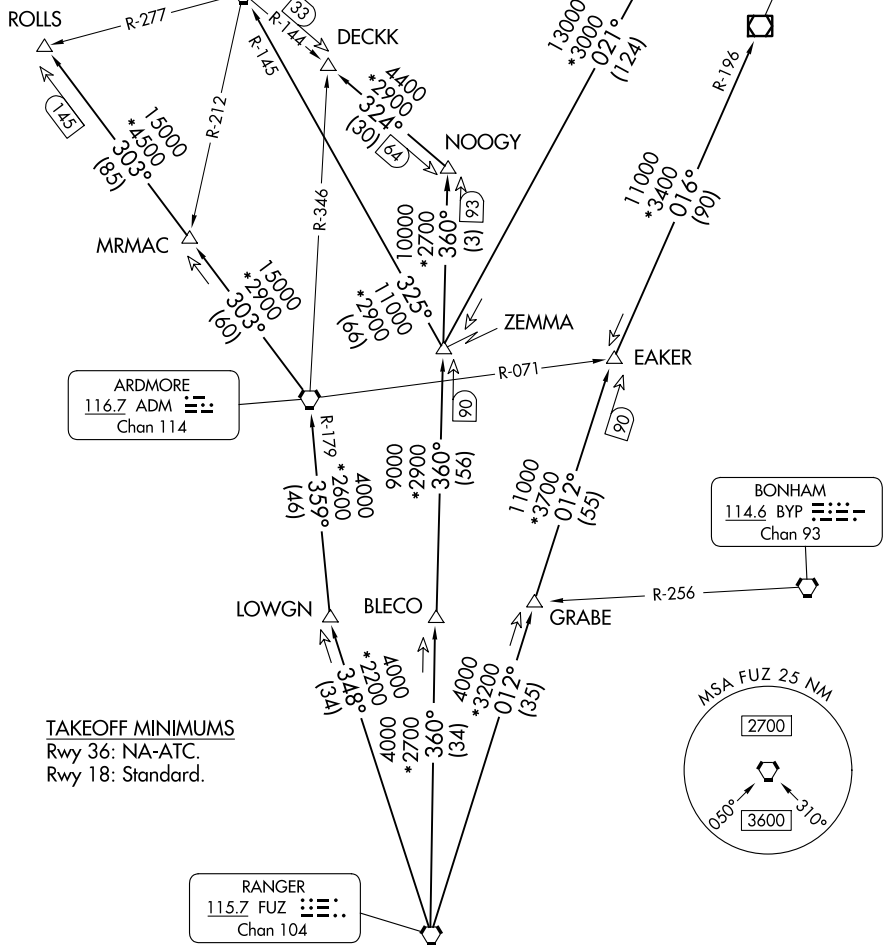 ROLLS
R-277
33
R-144
DECKK
R-145
13000
*3000
021°
(124)
R-196
145
15000
*4500
303°
(85)
R-212
4400
*2900
324°
(30)
64
NOOGY
93
R-346
MRMAC
15000
*2900
303°
(60)
10000
*2700
360°
(3)
325°
11000
*2900
(66)
11000
*3400
016°
(90)
ZEMMA
EAKER
R-071
ARDMORE
116.7 ADM
Chan 114
R-179
90
90
4000
*2600
359°
(46)
9000
*2900
360°
(56)
11000
*3700
012°
(55)
BONHAM
114.6 BYP
Chan 93
LOWGN
BLECO
GRABE
R-256
4000
*2200
348°
(34)
4000
*2700
360°
(34)
4000
*3200
012°
(35)
TAKEOFF MINIMUMS
Rwy 36: NA-ATC.
Rwy 18: Standard.
MSA FUZ 25 NM
2700
050°
310°
3600
RANGER
115.7 FUZ
Chan 104